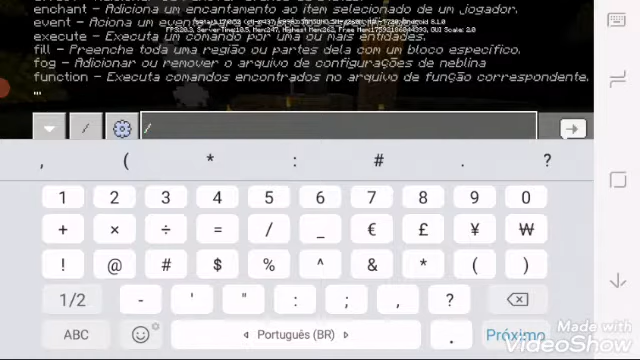 enchant - Adiciona um encantamento ao item selecionado de um jogador.
event - Aciona um evento
execute - Executa um comando por uma ou mais entidades.
fill - Preenche toda uma região ou partes dela com um bloco específico.
fog - Adicionar ou remover o arquivo de configurações de neblina
function - Executa comandos encontrados no arquivo de função correspondente.
...
/ /
, ( * : # . ?
1 2 3 4 5 6 7 8 9 0
+ × ÷ = / _ € £ ¥ ₩
! @ # $ % ^ & * ( )
1/2 - ' " : ; , ?
ABC Português (BR) . Próximo
Made with
VideoShow